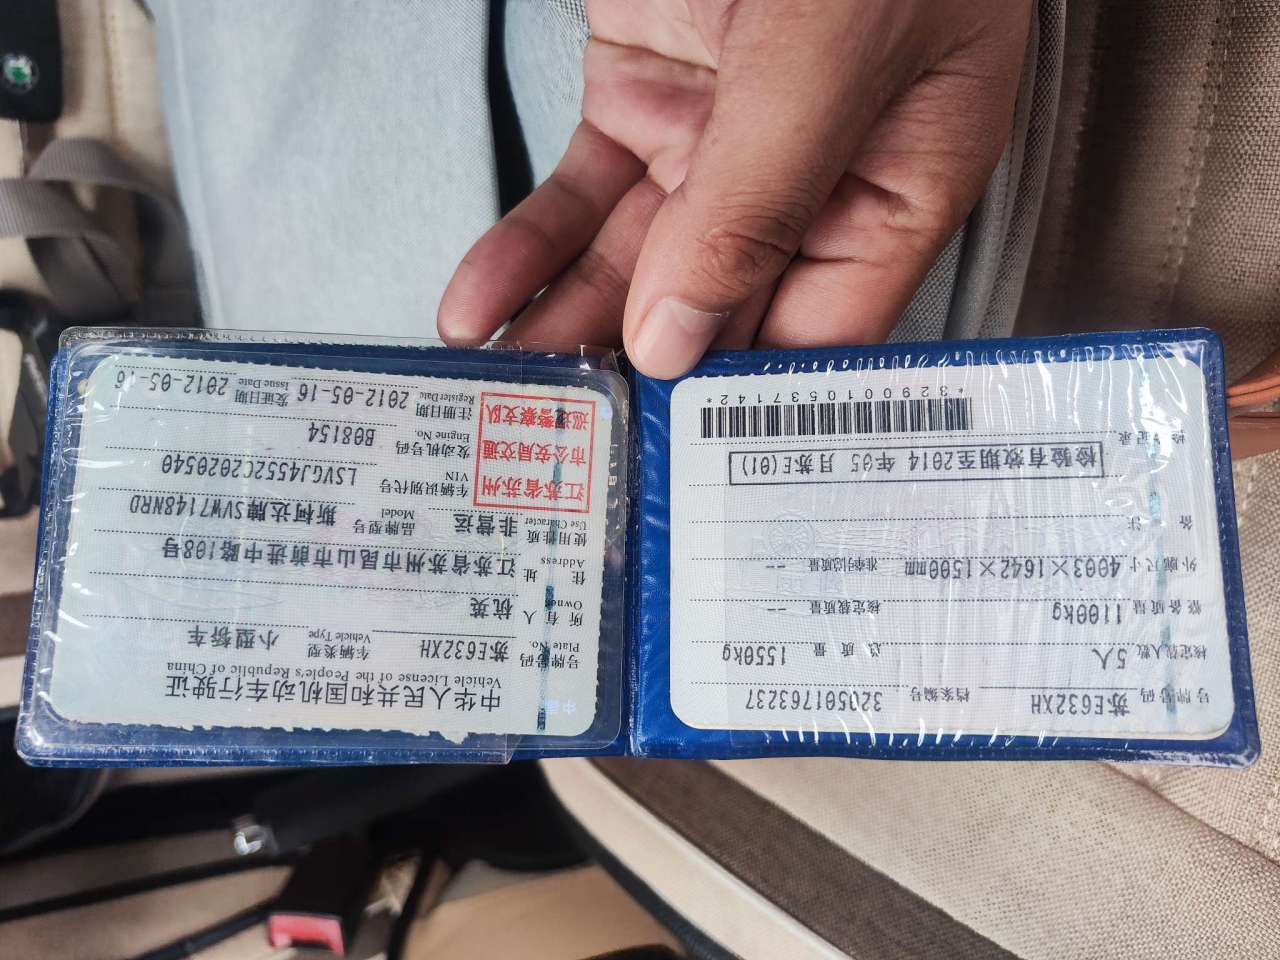 中华人民共和国机动车行驶证
Vehicle License of the People's Republic of China
号牌号码 苏E632XH 车辆类型 小型轿车
Plate No. Vehicle Type
所有人 杭英
Owner
住址 江苏省苏州市昆山市前进中路108号
Address
使用性质 非营运 品牌型号 斯柯达牌SVW7148NRD
Use Character Model
江苏省苏州
市公安局交通
巡逻警察支队
车辆识别代号 LSVGJ4552C2020540
VIN
发动机号码 B08154
Engine No.
注册日期 2012-05-16 发证日期 2012-05-16
Register Date Issue Date
号牌号码 苏E632XH 档案编号 320501763237
核定载人数 5人 总质量 1550kg
整备质量 1100kg 核定载质量 --
外廓尺寸 4003×1642×1500mm 准牵引总质量 --
备注
检验有效期至2014年05月苏E(01)
检验记录
*3290010537142*